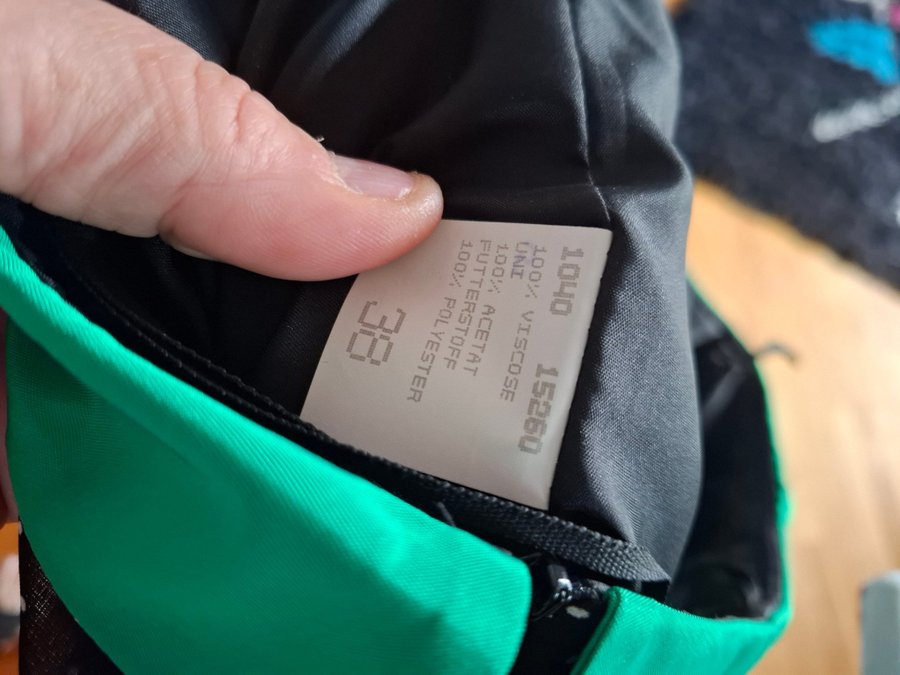 1040 15260
100% VISCOSE
UNI
100% ACETAT
FUTTERSTOFF
100% POLYESTER
38